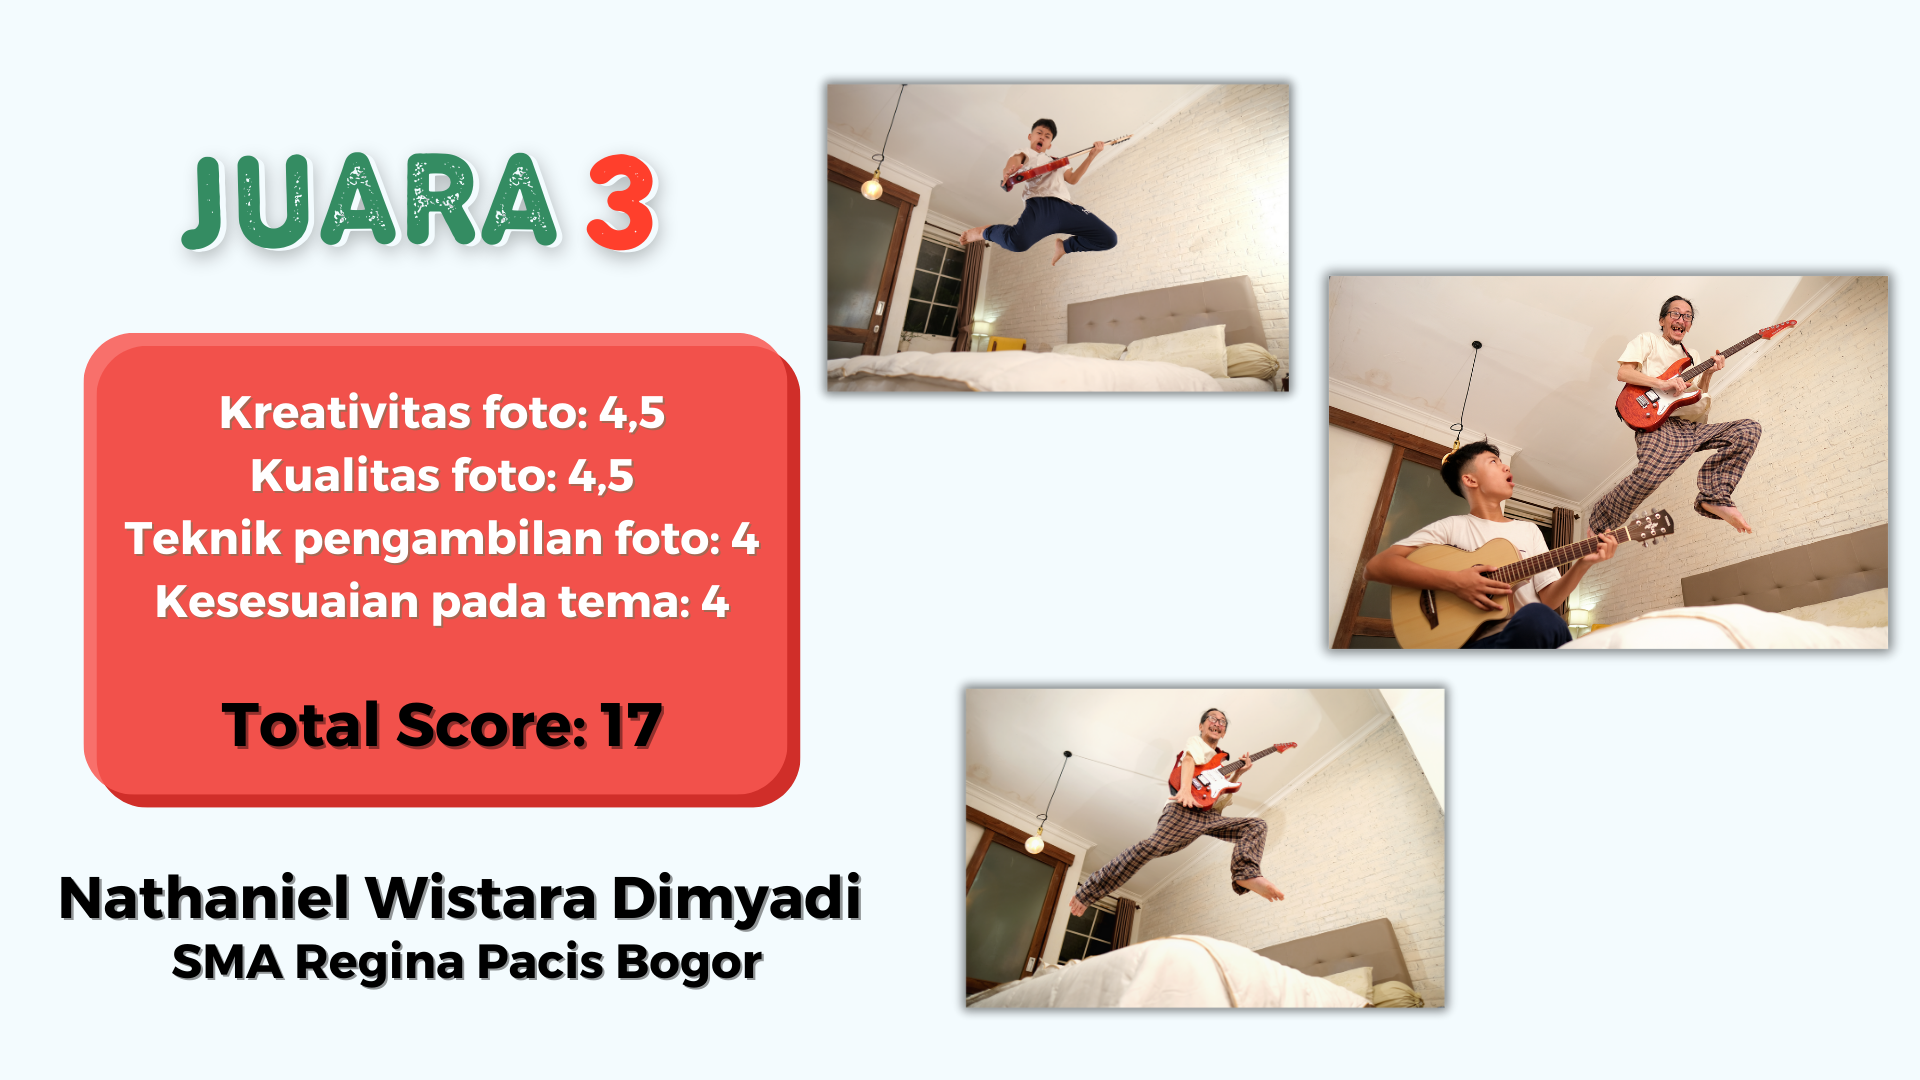 JUARA 3
Kreativitas foto: 4,5
Kualitas foto: 4,5
Teknik pengambilan foto: 4
Kesesuaian pada tema: 4
Total Score: 17
Nathaniel Wistara Dimyadi
SMA Regina Pacis Bogor